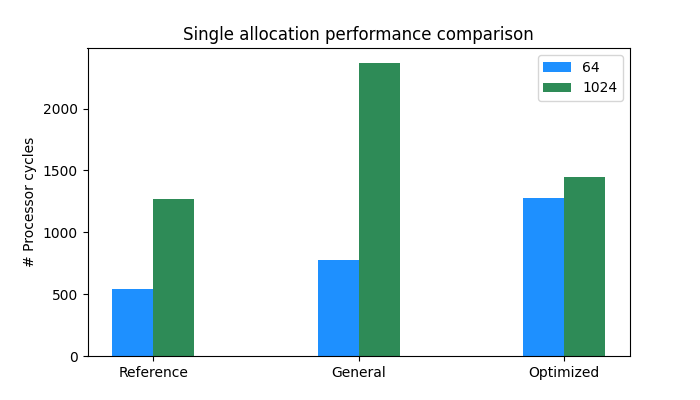 Single allocation performance comparison
64
1024
# Processor cycles
2000
1500
1000
500
0
Reference
General
Optimized